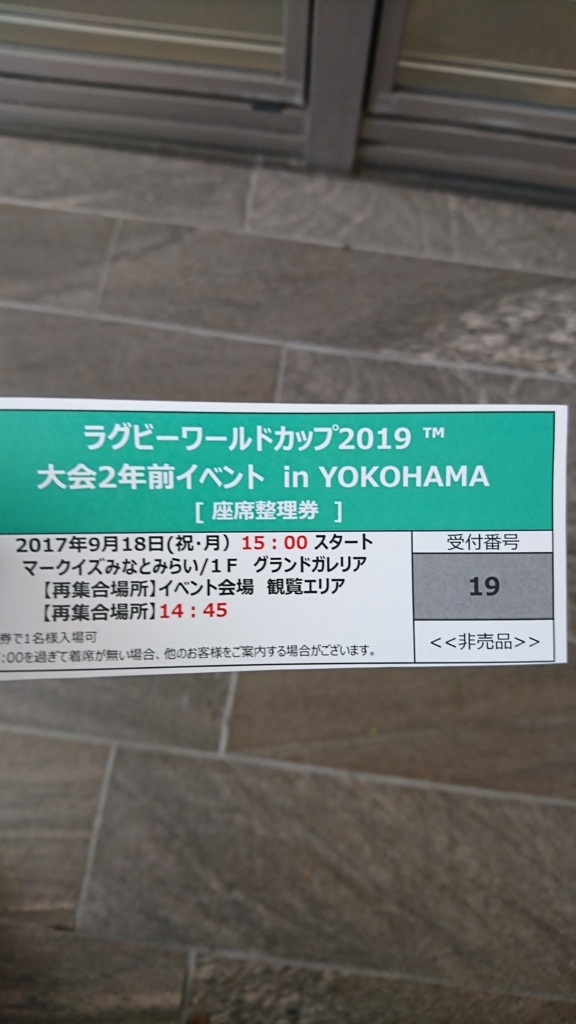 ラグビーワールドカップ2019 ™
大会2年前イベント in YOKOHAMA
[ 座席整理券 ]
2017年9月18日(祝・月) 15：00 スタート
マークイズみなとみらい/1F グランドガレリア
【再集合場所】イベント会場 観覧エリア
【再集合場所】14：45
券で1名様入場可
:00を過ぎて着席が無い場合、他のお客様をご案内する場合がございます。
受付番号
19
<<非売品>>